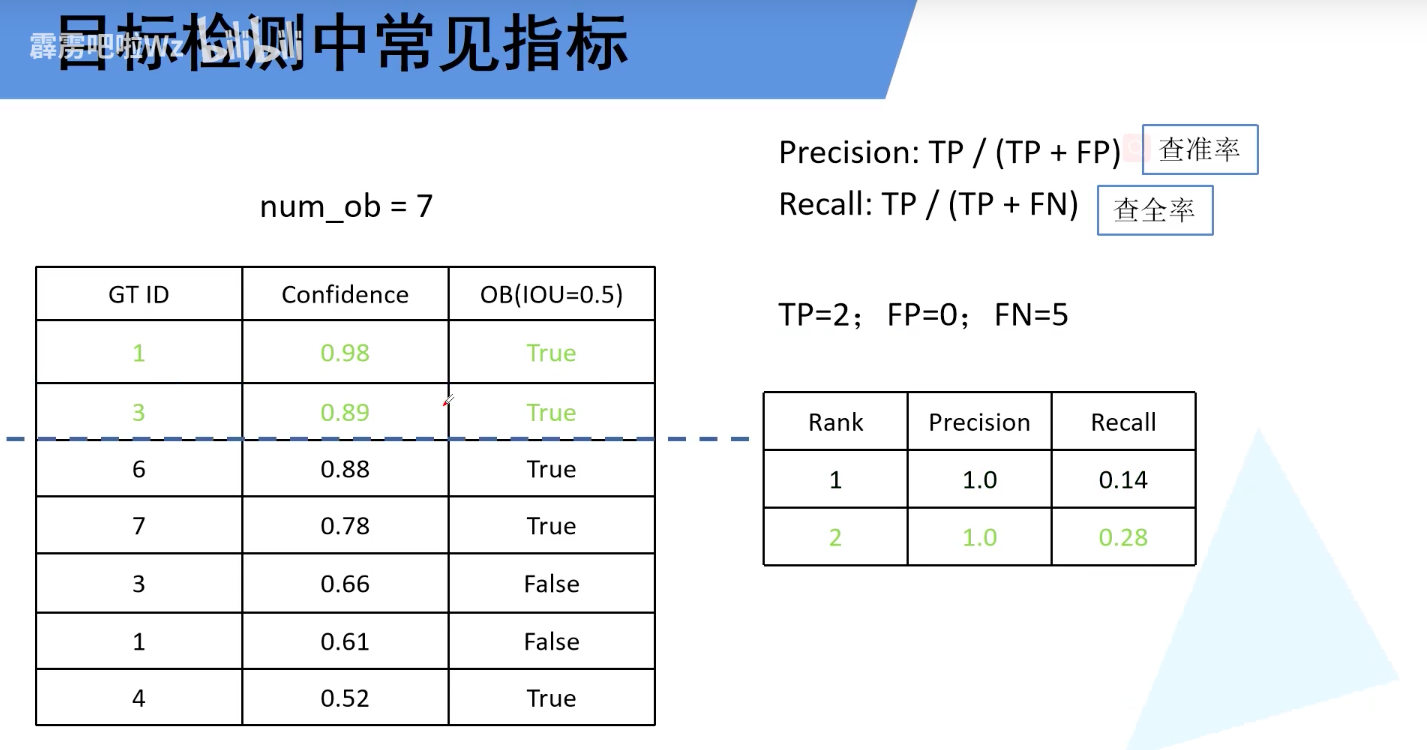 目标检测中常见指标
霹雳吧啦Wz bilibili
Precision: TP / (TP + FP)
查准率
Recall: TP / (TP + FN)
查全率
num_ob = 7
GT ID Confidence OB(IOU=0.5)
1 0.98 True
3 0.89 True
6 0.88 True
7 0.78 True
3 0.66 False
1 0.61 False
4 0.52 True
TP=2; FP=0; FN=5
Rank Precision Recall
1 1.0 0.14
2 1.0 0.28